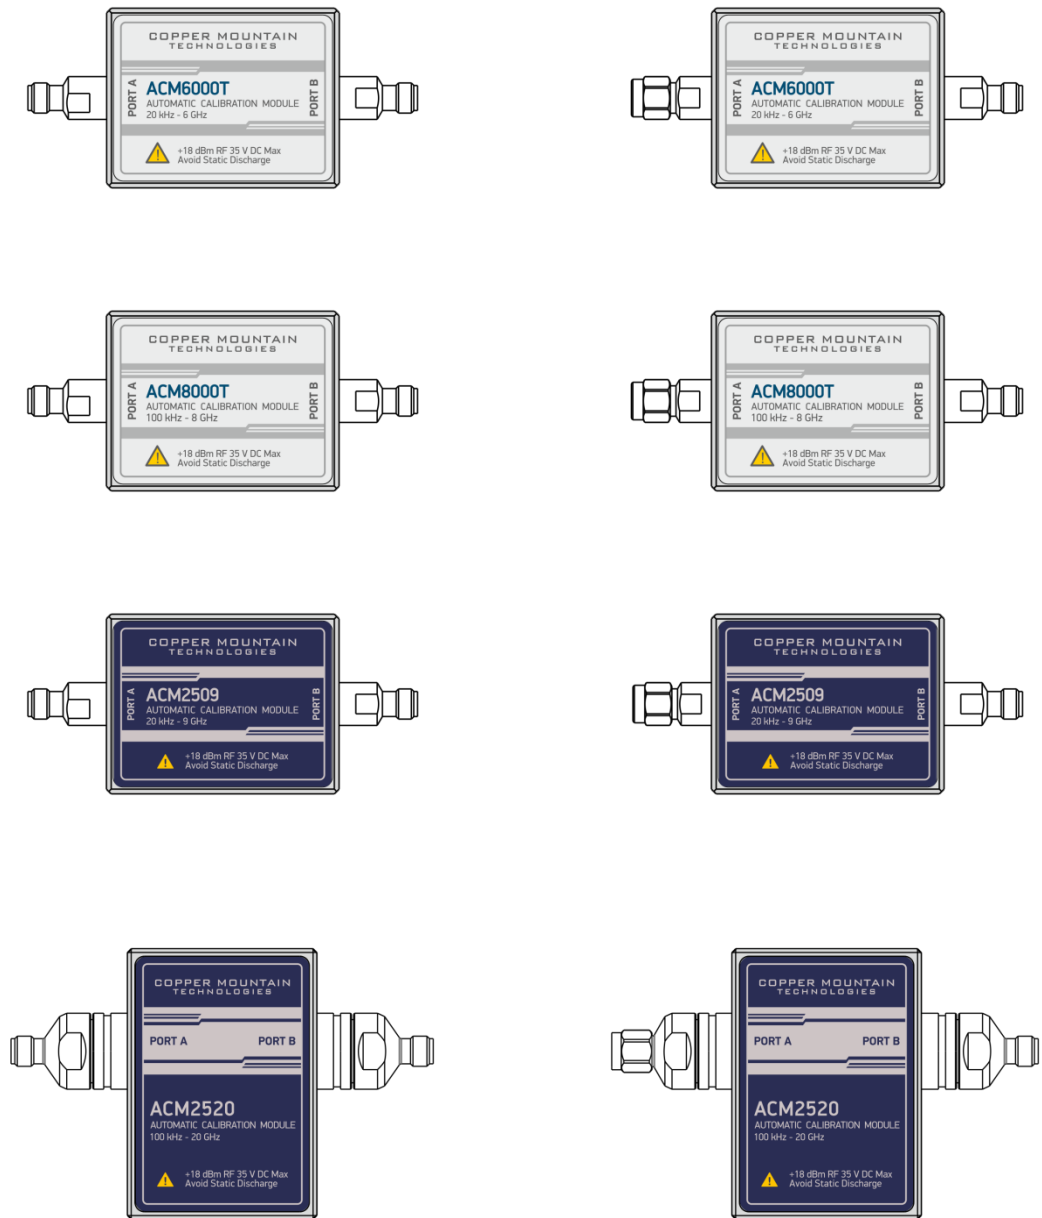 COPPER MOUNTAIN
TECHNOLOGIES
PORT A
ACM6000T
AUTOMATIC CALIBRATION MODULE
20 kHz - 6 GHz
PORT B
+18 dBm RF 35 V DC Max
Avoid Static Discharge
COPPER MOUNTAIN
TECHNOLOGIES
PORT A
ACM6000T
AUTOMATIC CALIBRATION MODULE
20 kHz - 6 GHz
PORT B
+18 dBm RF 35 V DC Max
Avoid Static Discharge
COPPER MOUNTAIN
TECHNOLOGIES
PORT A
ACM8000T
AUTOMATIC CALIBRATION MODULE
100 kHz - 8 GHz
PORT B
+18 dBm RF 35 V DC Max
Avoid Static Discharge
COPPER MOUNTAIN
TECHNOLOGIES
PORT A
ACM8000T
AUTOMATIC CALIBRATION MODULE
100 kHz - 8 GHz
PORT B
+18 dBm RF 35 V DC Max
Avoid Static Discharge
COPPER MOUNTAIN
TECHNOLOGIES
PORT A
ACM2509
AUTOMATIC CALIBRATION MODULE
20 kHz - 9 GHz
PORT B
+18 dBm RF 35 V DC Max
Avoid Static Discharge
COPPER MOUNTAIN
TECHNOLOGIES
PORT A
ACM2509
AUTOMATIC CALIBRATION MODULE
20 kHz - 9 GHz
PORT B
+18 dBm RF 35 V DC Max
Avoid Static Discharge
COPPER MOUNTAIN
TECHNOLOGIES
PORT A PORT B
ACM2520
AUTOMATIC CALIBRATION MODULE
100 kHz - 20 GHz
+18 dBm RF 35 V DC Max
Avoid Static Discharge
COPPER MOUNTAIN
TECHNOLOGIES
PORT A PORT B
ACM2520
AUTOMATIC CALIBRATION MODULE
100 kHz - 20 GHz
+18 dBm RF 35 V DC Max
Avoid Static Discharge